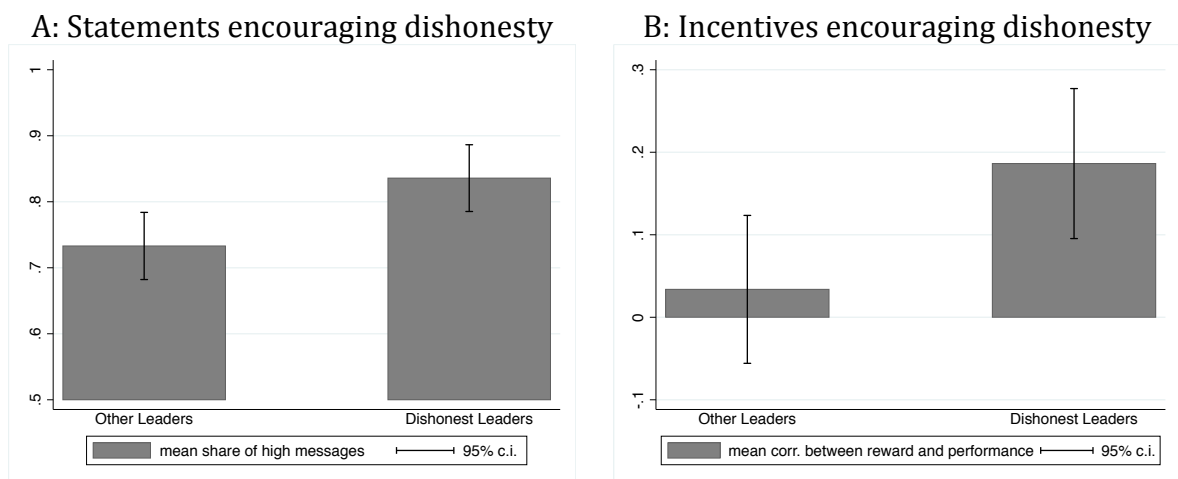 A: Statements encouraging dishonesty
1
.9
.8
.7
.6
.5
Other Leaders
Dishonest Leaders
mean share of high messages
95% c.i.
B: Incentives encouraging dishonesty
.3
.2
.1
0
-.1
Other Leaders
Dishonest Leaders
mean corr. between reward and performance
95% c.i.